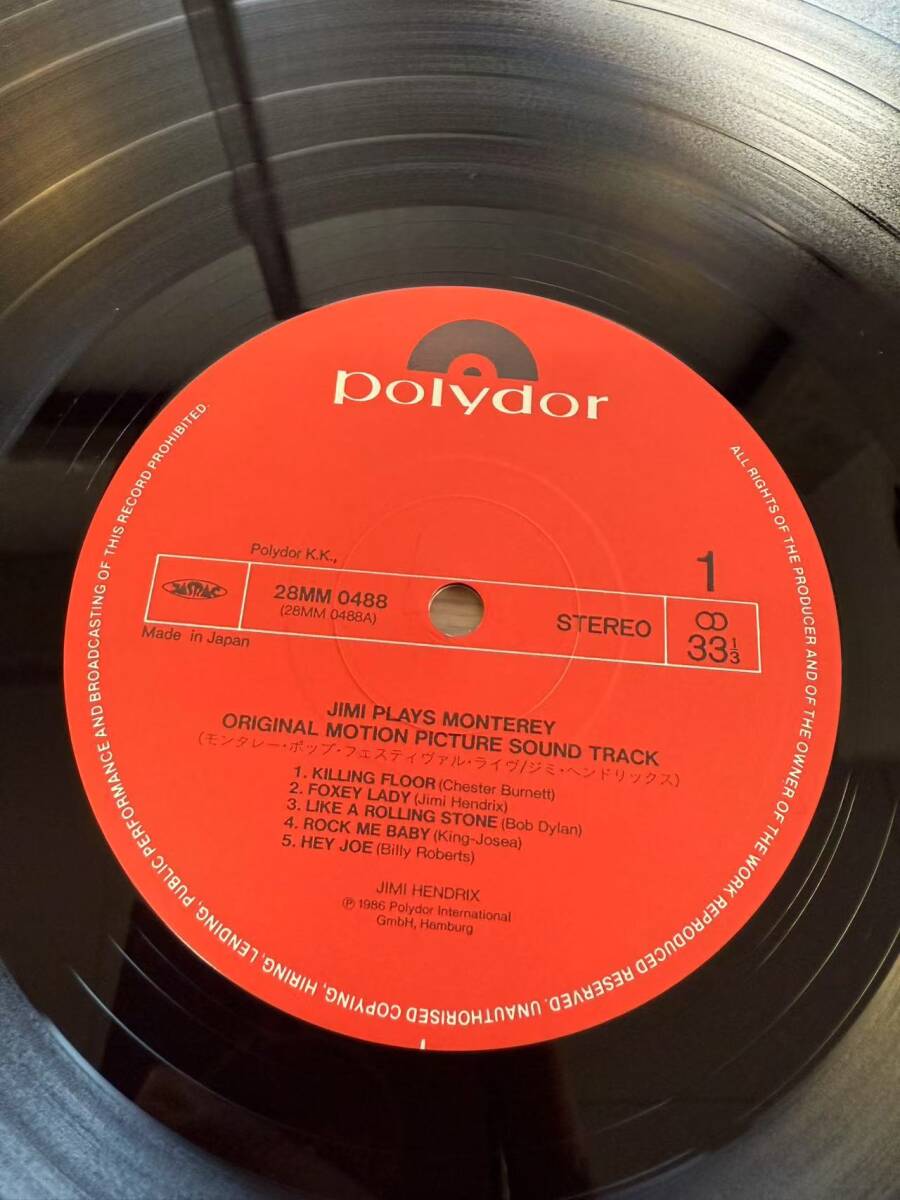 polydor
Polydor K.K.,
1
JASRAC
28MM 0488
(28MM 0488A)
STEREO
33 1/3
Made in Japan
JIMI PLAYS MONTEREY
ORIGINAL MOTION PICTURE SOUND TRACK
(モンタレー・ポップ・フェスティヴァル・ライヴ/ジミ・ヘンドリックス)
1. KILLING FLOOR (Chester Burnett)
2. FOXEY LADY (Jimi Hendrix)
3. LIKE A ROLLING STONE (Bob Dylan)
4. ROCK ME BABY (King-Josea)
5. HEY JOE (Billy Roberts)
JIMI HENDRIX
℗ 1986 Polydor International
GmbH, Hamburg
ALL RIGHTS OF THE PRODUCER AND OF THE OWNER OF THE WORK REPRODUCED RESERVED. UNAUTHORISED COPYING, HIRING, LENDING, PUBLIC PERFORMANCE AND BROADCASTING OF THIS RECORD PROHIBITED.